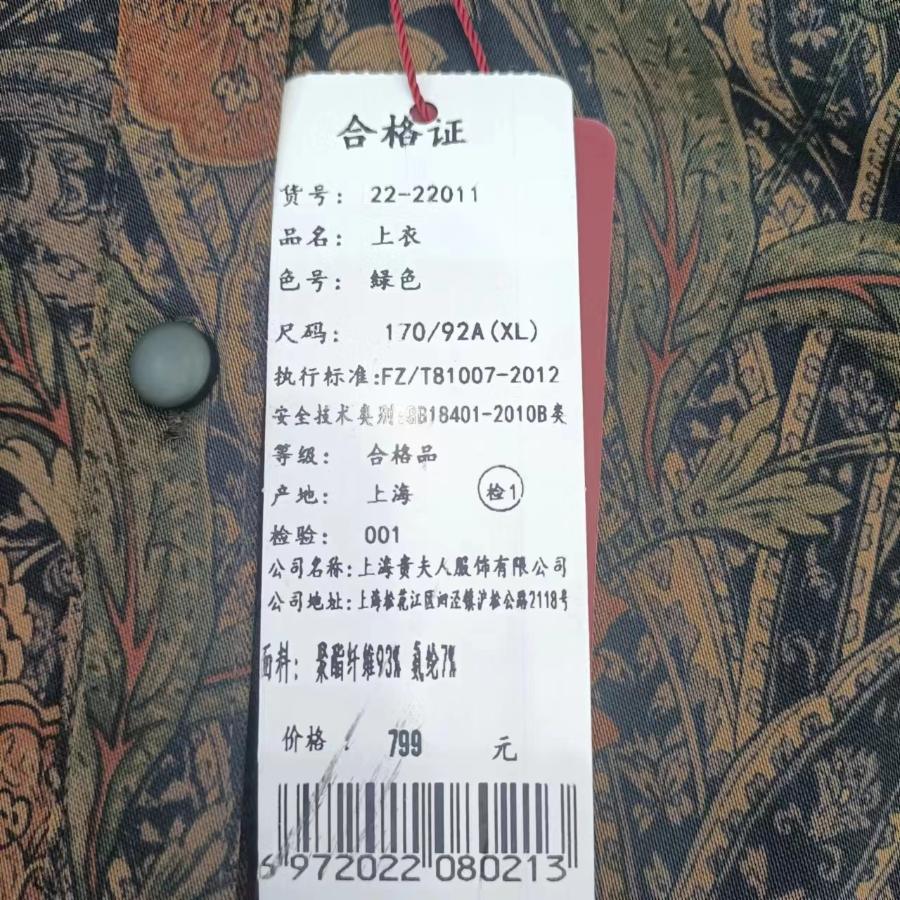 合格证
货号： 22-22011
品名： 上衣
色号： 绿色
尺码： 170/92A(XL)
执行标准:FZ/T81007-2012
安全技术类别:GB18401-2010B类
等级： 合格品
产地： 上海 检1
检验： 001
公司名称:上海贵夫人服饰有限公司
公司地址:上海松花江区泗泾镇沪松公路2118号
面料: 聚酯纤维93% 氨纶7%
价格 : 799 元
6 972022 080213